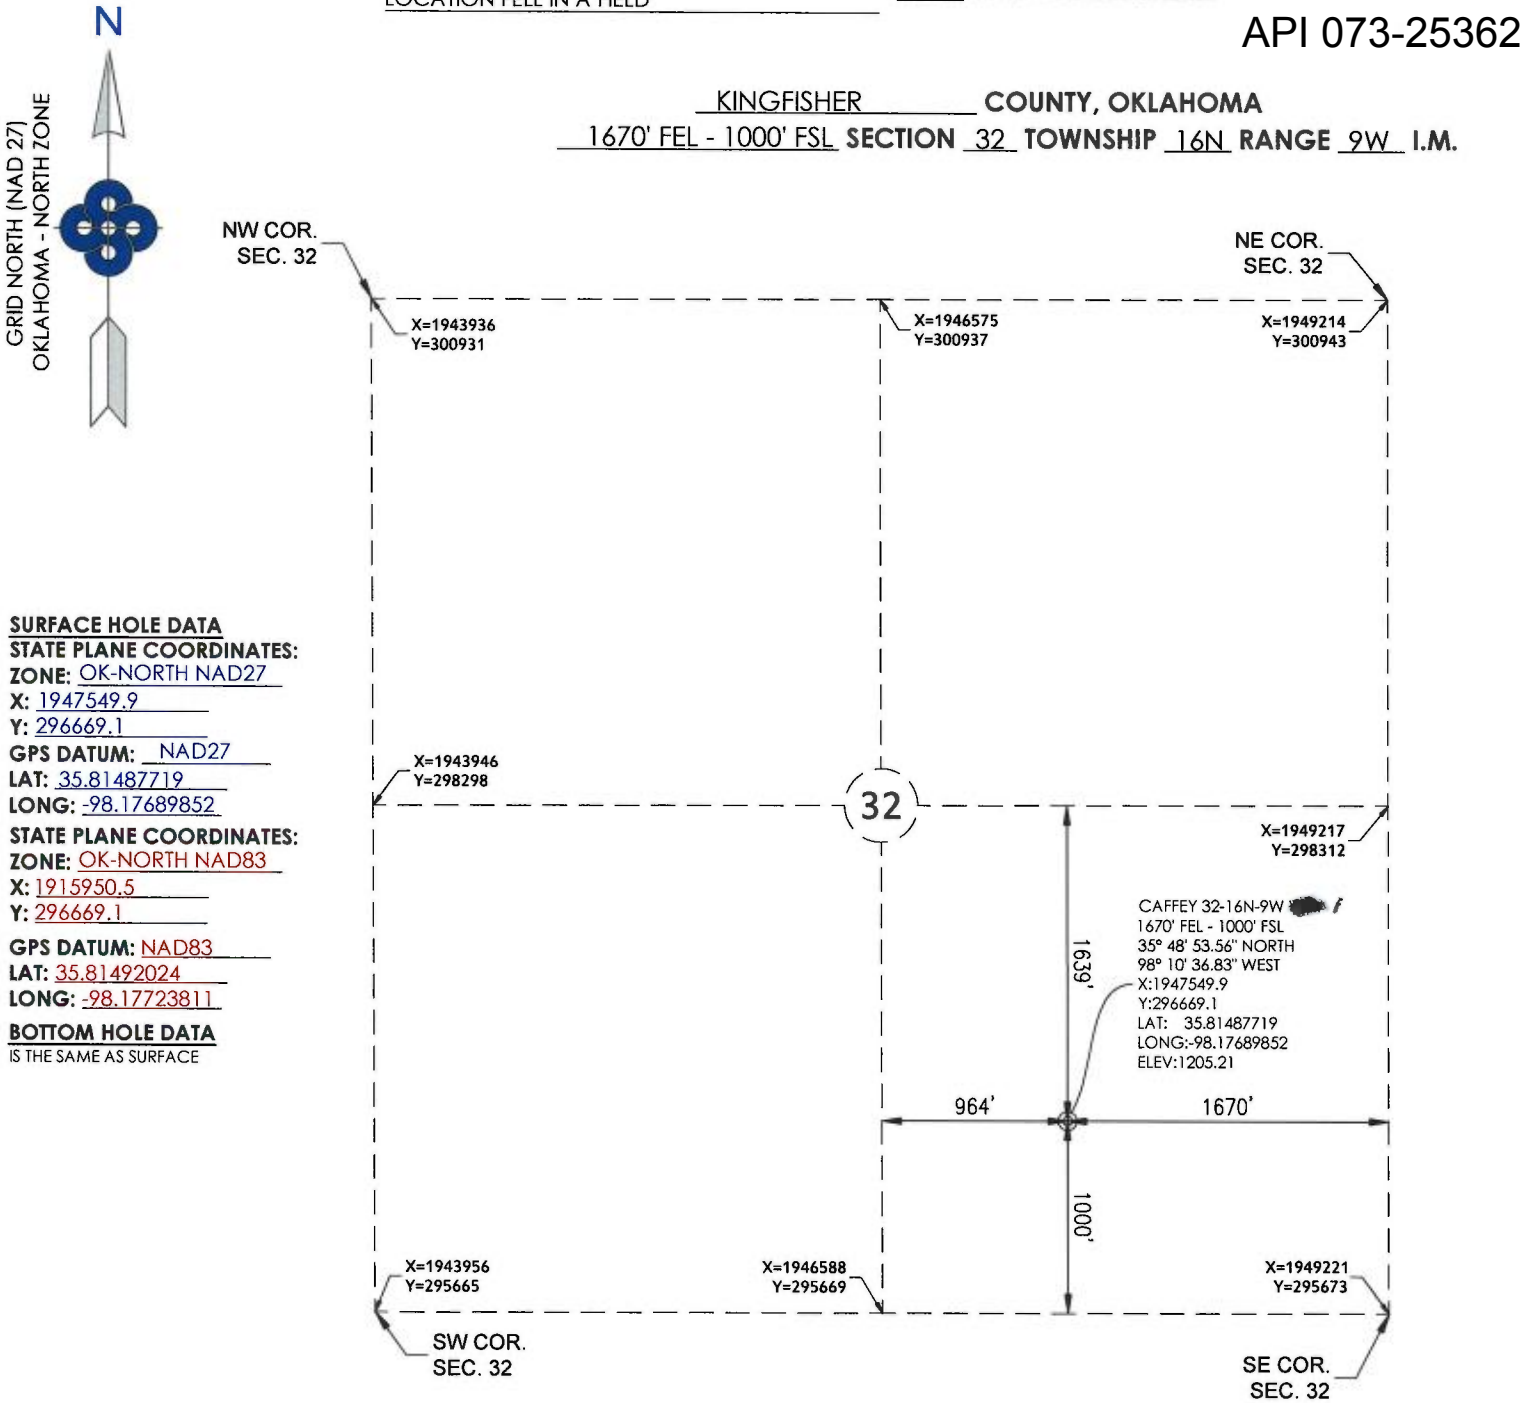 LOCATION FELL IN A FIELD
API 073-25362
N
GRID NORTH (NAD 27)
OKLAHOMA - NORTH ZONE
KINGFISHER COUNTY, OKLAHOMA
1670' FEL - 1000' FSL SECTION 32 TOWNSHIP 16N RANGE 9W I.M.
NW COR.
SEC. 32
NE COR.
SEC. 32
X=1943936
Y=300931
X=1946575
Y=300937
X=1949214
Y=300943
SURFACE HOLE DATA
STATE PLANE COORDINATES:
ZONE: OK-NORTH NAD27
X: 1947549.9
Y: 296669.1
GPS DATUM: NAD27
LAT: 35.81487719
LONG: -98.17689852
STATE PLANE COORDINATES:
ZONE: OK-NORTH NAD83
X: 1915950.5
Y: 296669.1
GPS DATUM: NAD83
LAT: 35.81492024
LONG: -98.17723811
BOTTOM HOLE DATA
IS THE SAME AS SURFACE
X=1943946
Y=298298
32
X=1949217
Y=298312
CAFFEY 32-16N-9W
1670' FEL - 1000' FSL
35° 48' 53.56" NORTH
98° 10' 36.83" WEST
X:1947549.9
Y:296669.1
LAT: 35.81487719
LONG:-98.17689852
ELEV:1205.21
1639'
964'
1670'
1000'
X=1943956
Y=295665
X=1946588
Y=295669
X=1949221
Y=295673
SW COR.
SEC. 32
SE COR.
SEC. 32